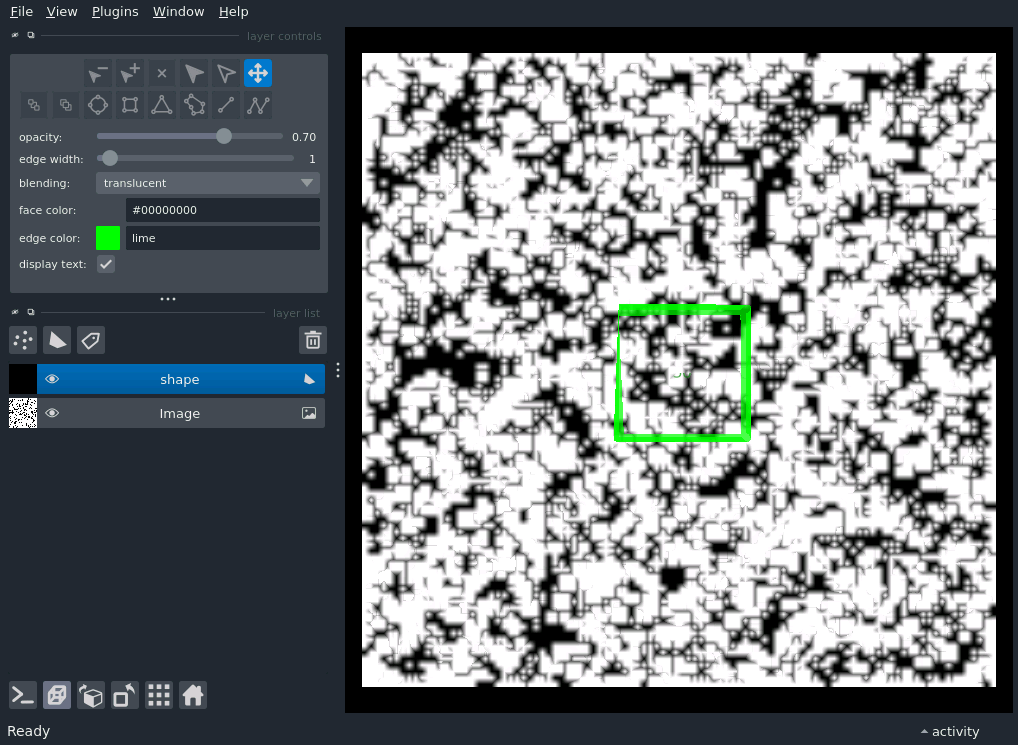 File View Plugins Window Help
layer controls
opacity: 0.70
edge width: 1
blending: translucent
face color: #00000000
edge color: lime
display text:
layer list
shape
Image
Ready
activity